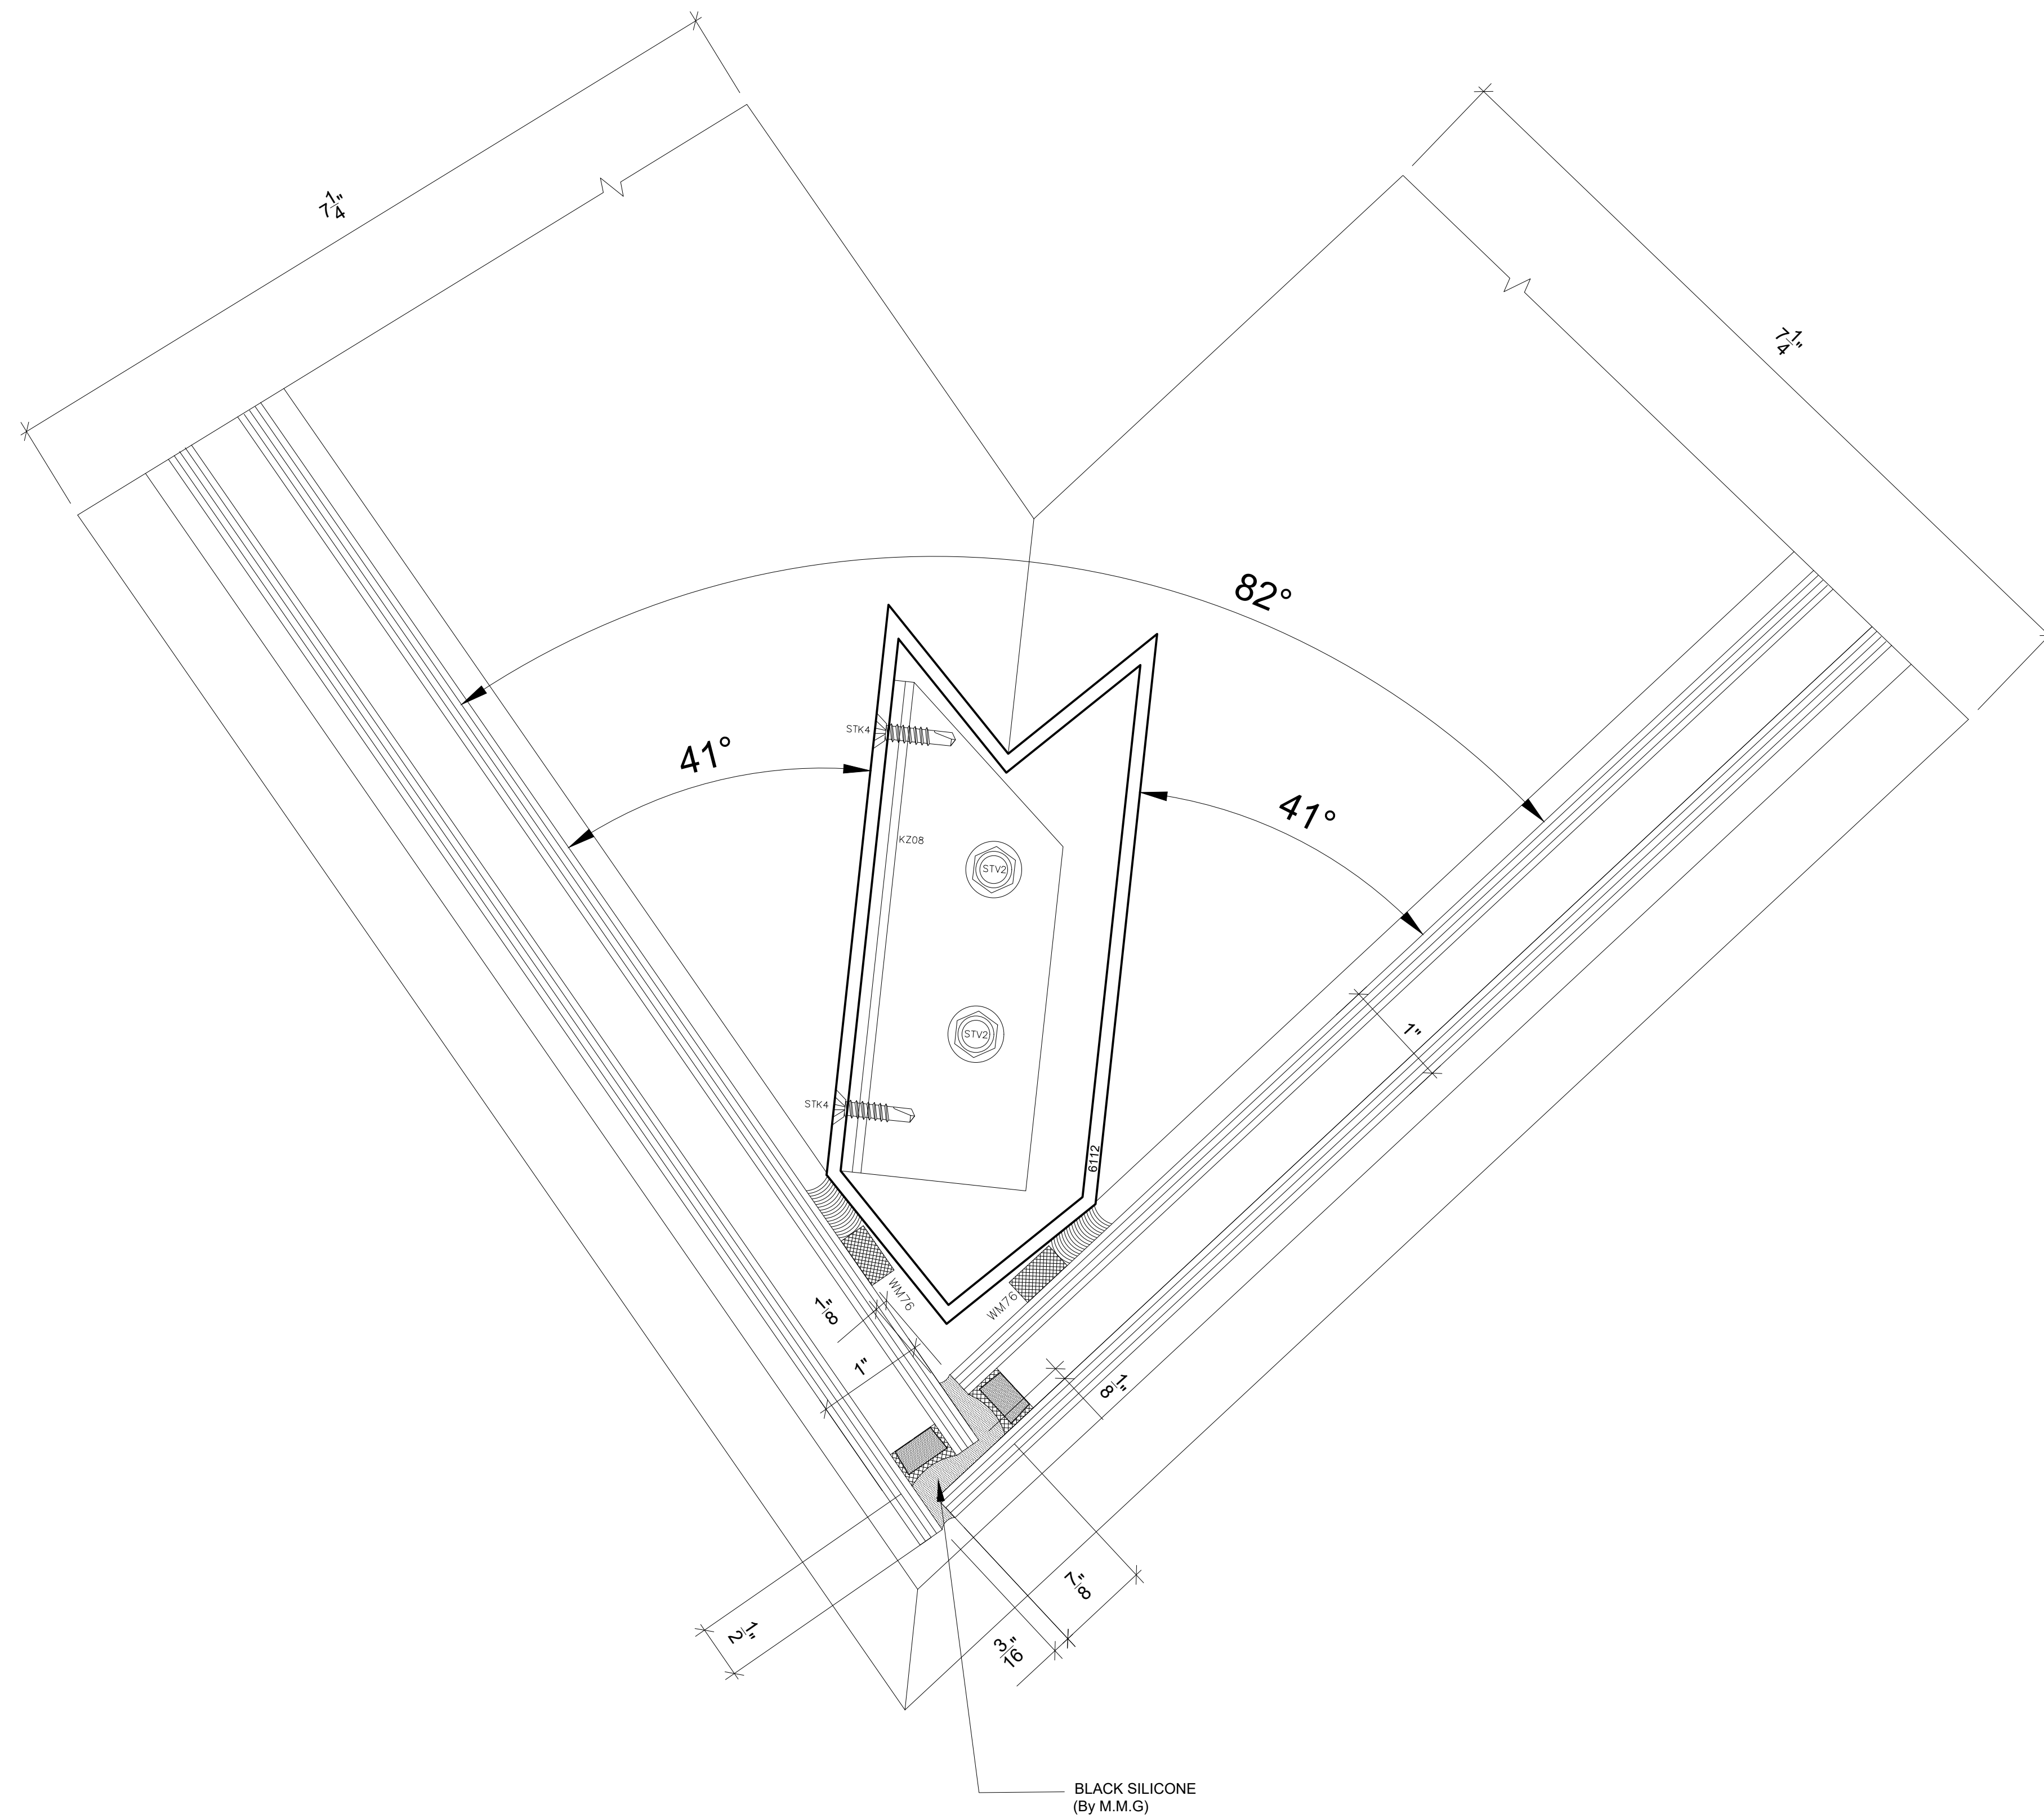 7 1/4"
7 1/4"
82°
41°
41°
STK4
KZ08
STV2
STV2
1"
STK4
6112
WM76
WM76
1/8"
1"
1/8"
7/8"
2 1"
3/16"
BLACK SILICONE
(By M.M.G)